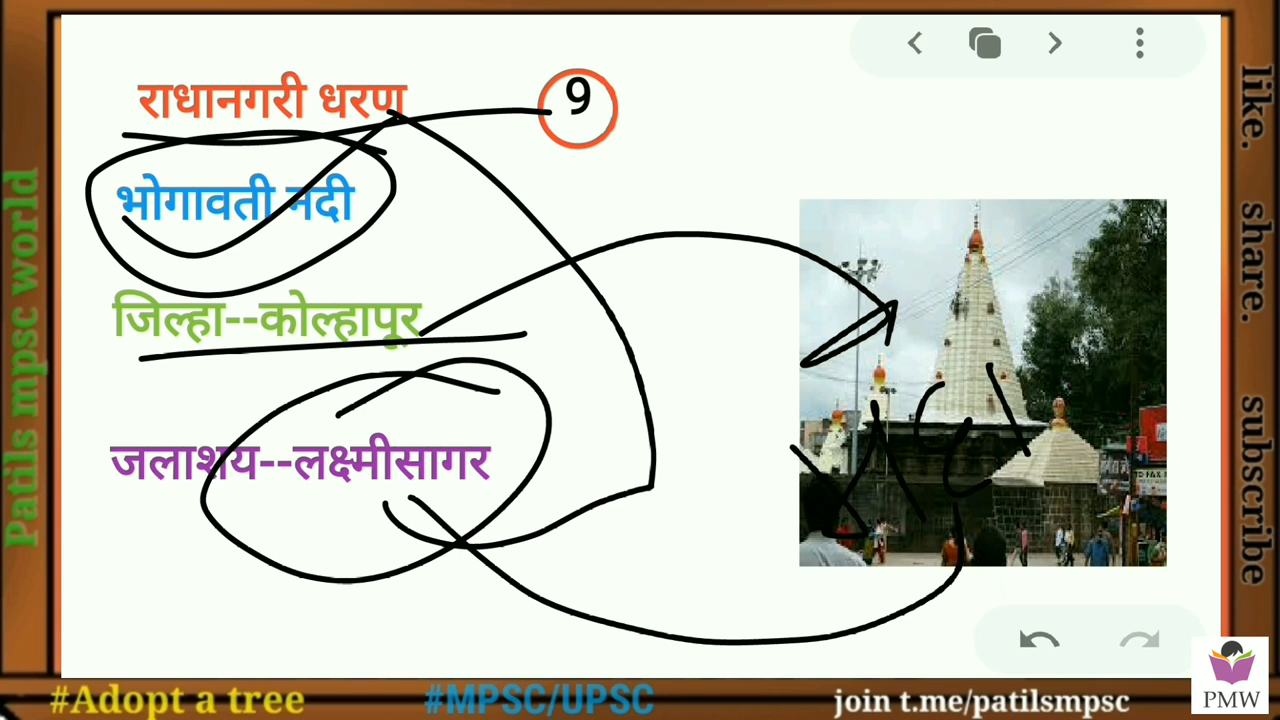 राधानगरी धरण
9
भोगावती नदी
जिल्हा--कोल्हापूर
जलाशय--लक्ष्मीसागर
Patils mpsc world
like. share. subscribe
#Adopt a tree
#MPSC/UPSC
join t.me/patilsmpsc
PMW